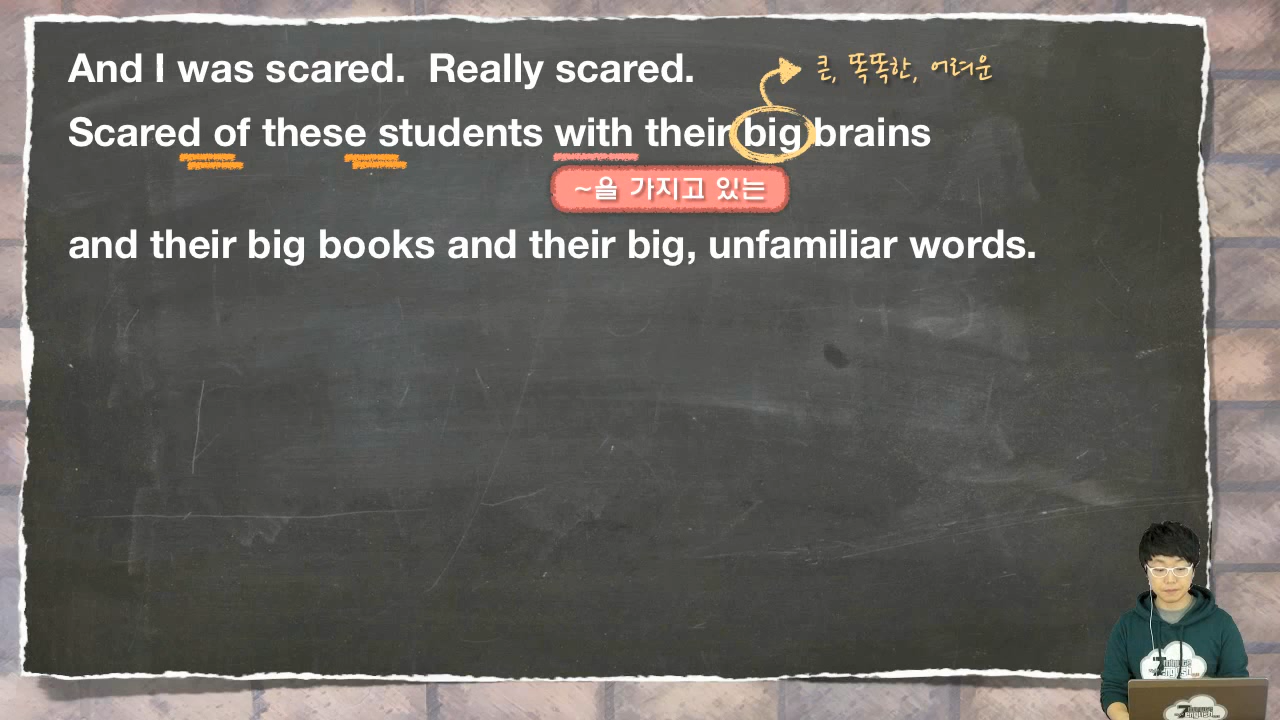 And I was scared.  Really scared.
큰, 똑똑한, 어려운
Scared of these students with their big brains
~을 가지고 있는
and their big books and their big, unfamiliar words.